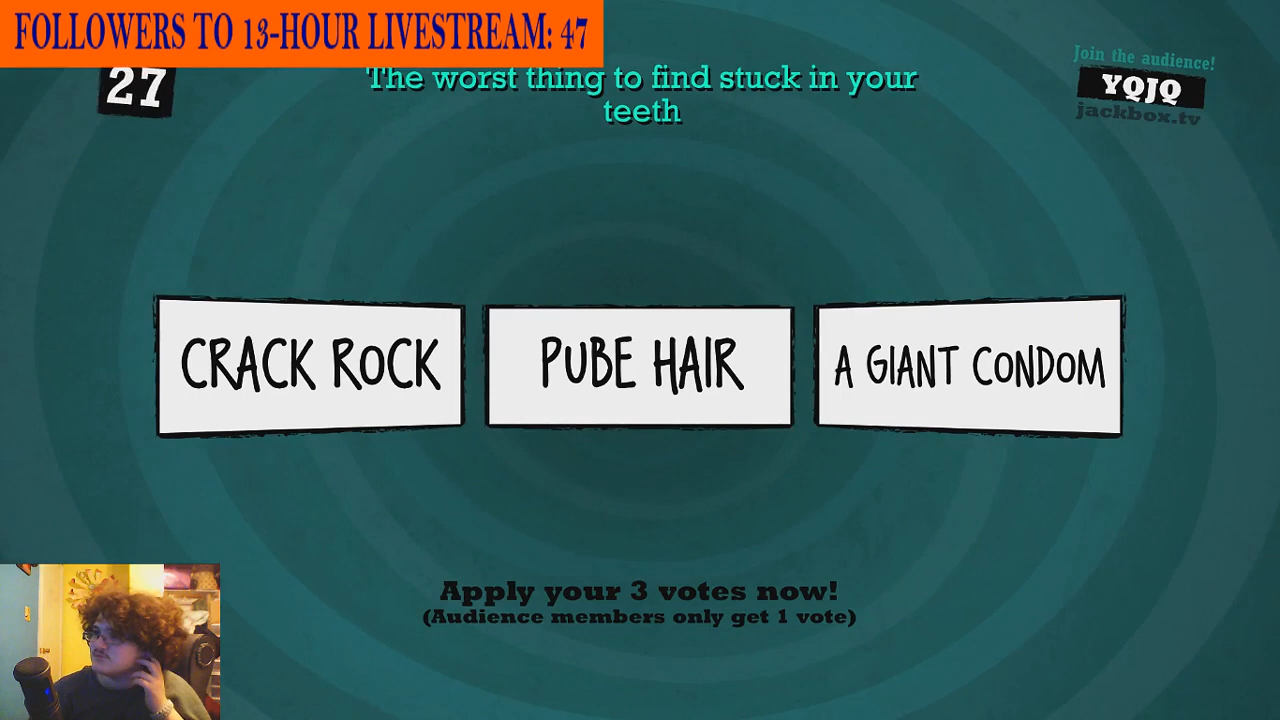 FOLLOWERS TO 13-HOUR LIVESTREAM: 47
27
The worst thing to find stuck in your
teeth
Join the audience!
YQJQ
jackbox.tv
CRACK ROCK
PUBE HAIR
A GIANT CONDOM
Apply your 3 votes now!
(Audience members only get 1 vote)